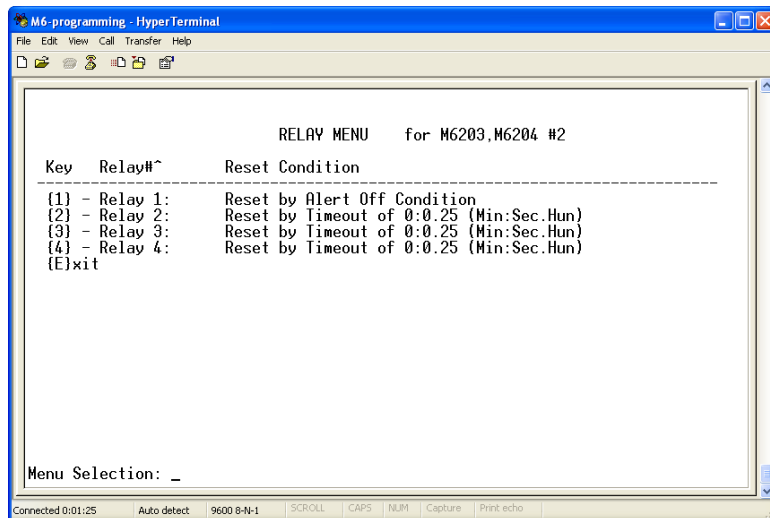 M6-programming - HyperTerminal
File Edit View Call Transfer Help
RELAY MENU for M6203,M6204 #2
Key Relay#^ Reset Condition
{1} - Relay 1: Reset by Alert Off Condition
{2} - Relay 2: Reset by Timeout of 0:0.25 (Min:Sec.Hun)
{3} - Relay 3: Reset by Timeout of 0:0.25 (Min:Sec.Hun)
{4} - Relay 4: Reset by Timeout of 0:0.25 (Min:Sec.Hun)
{E}xit
Menu Selection: _
Connected 0:01:25 Auto detect 9600 8-N-1 SCROLL CAPS NUM Capture Print echo